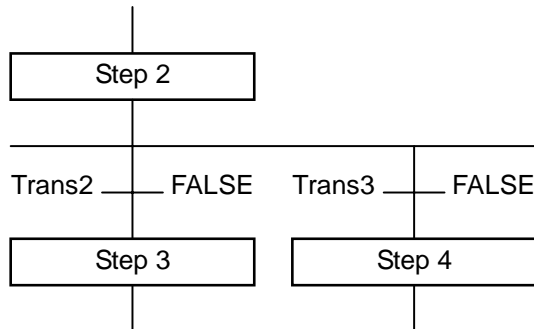 Step 2
Trans2 FALSE Trans3 FALSE
Step 3 Step 4